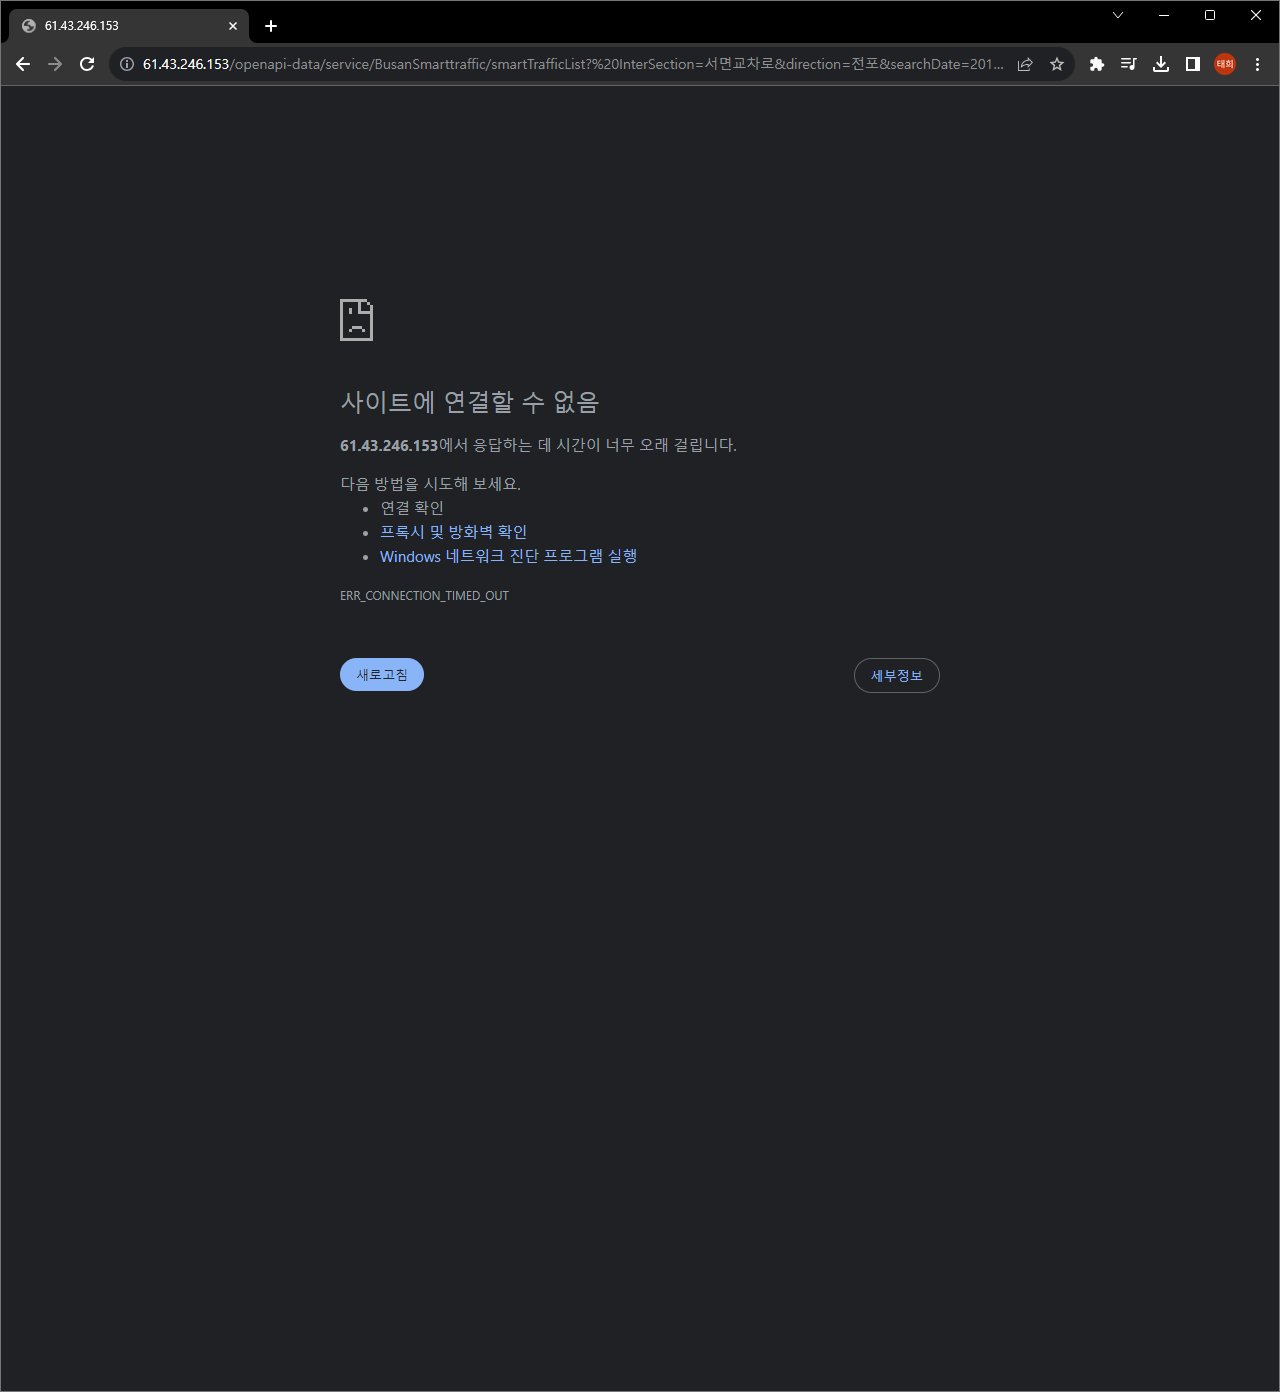 61.43.246.153
61.43.246.153/openapi-data/service/BusanSmarttraffic/smartTrafficList?%20InterSection=서면교차로&direction=전포&searchDate=201...
태희
사이트에 연결할 수 없음
61.43.246.153에서 응답하는 데 시간이 너무 오래 걸립니다.
다음 방법을 시도해 보세요.
• 연결 확인
• 프록시 및 방화벽 확인
• Windows 네트워크 진단 프로그램 실행
ERR_CONNECTION_TIMED_OUT
새로고침
세부정보